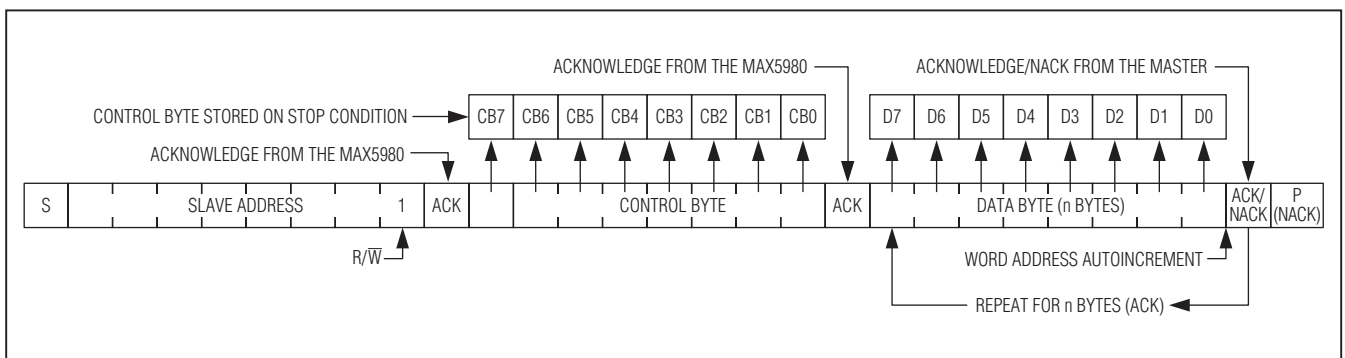 ACKNOWLEDGE FROM THE MAX5980
ACKNOWLEDGE/NACK FROM THE MASTER
CONTROL BYTE STORED ON STOP CONDITION
CB7 CB6 CB5 CB4 CB3 CB2 CB1 CB0
D7 D6 D5 D4 D3 D2 D1 D0
ACKNOWLEDGE FROM THE MAX5980
S SLAVE ADDRESS 1 ACK CONTROL BYTE ACK DATA BYTE (n BYTES) ACK/ P
NACK (NACK)
R/W̅
WORD ADDRESS AUTOINCREMENT
REPEAT FOR n BYTES (ACK)